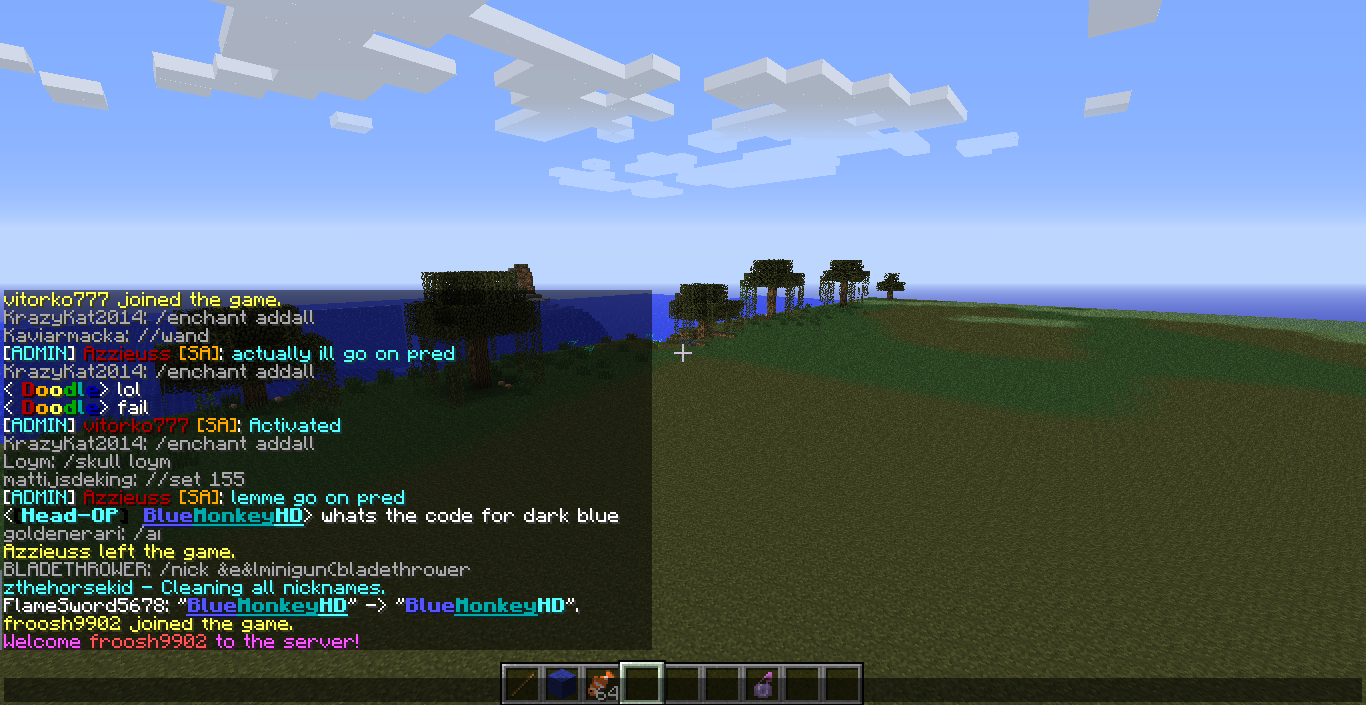 vitorko777 joined the game.
KrazyKat2014: /enchant addall
Kaviarmacka: //wand
[ADMIN] Azzieuss [SA]: actually ill go on pred
KrazyKat2014: /enchant addall
< Doodle> lol
< Doodle> fail
[ADMIN] vitorko777 [SA]: Activated
KrazyKat2014: /enchant addall
Loym: /skull loym
mattijsdeking: //set 155
[ADMIN] Azzieuss [SA]: lemme go on pred
<[Head-OP] BlueMonkeyHD> whats the code for dark blue
goldenerari: /ai
Azzieuss left the game.
BLADETHROWER: /nick &e&lminigun(bladethrower
zthehorsekid - Cleaning all nicknames.
FlameSword5678: "BlueMonkeyHD" -> "BlueMonkeyHD".
froosh9902 joined the game.
Welcome froosh9902 to the server!
64